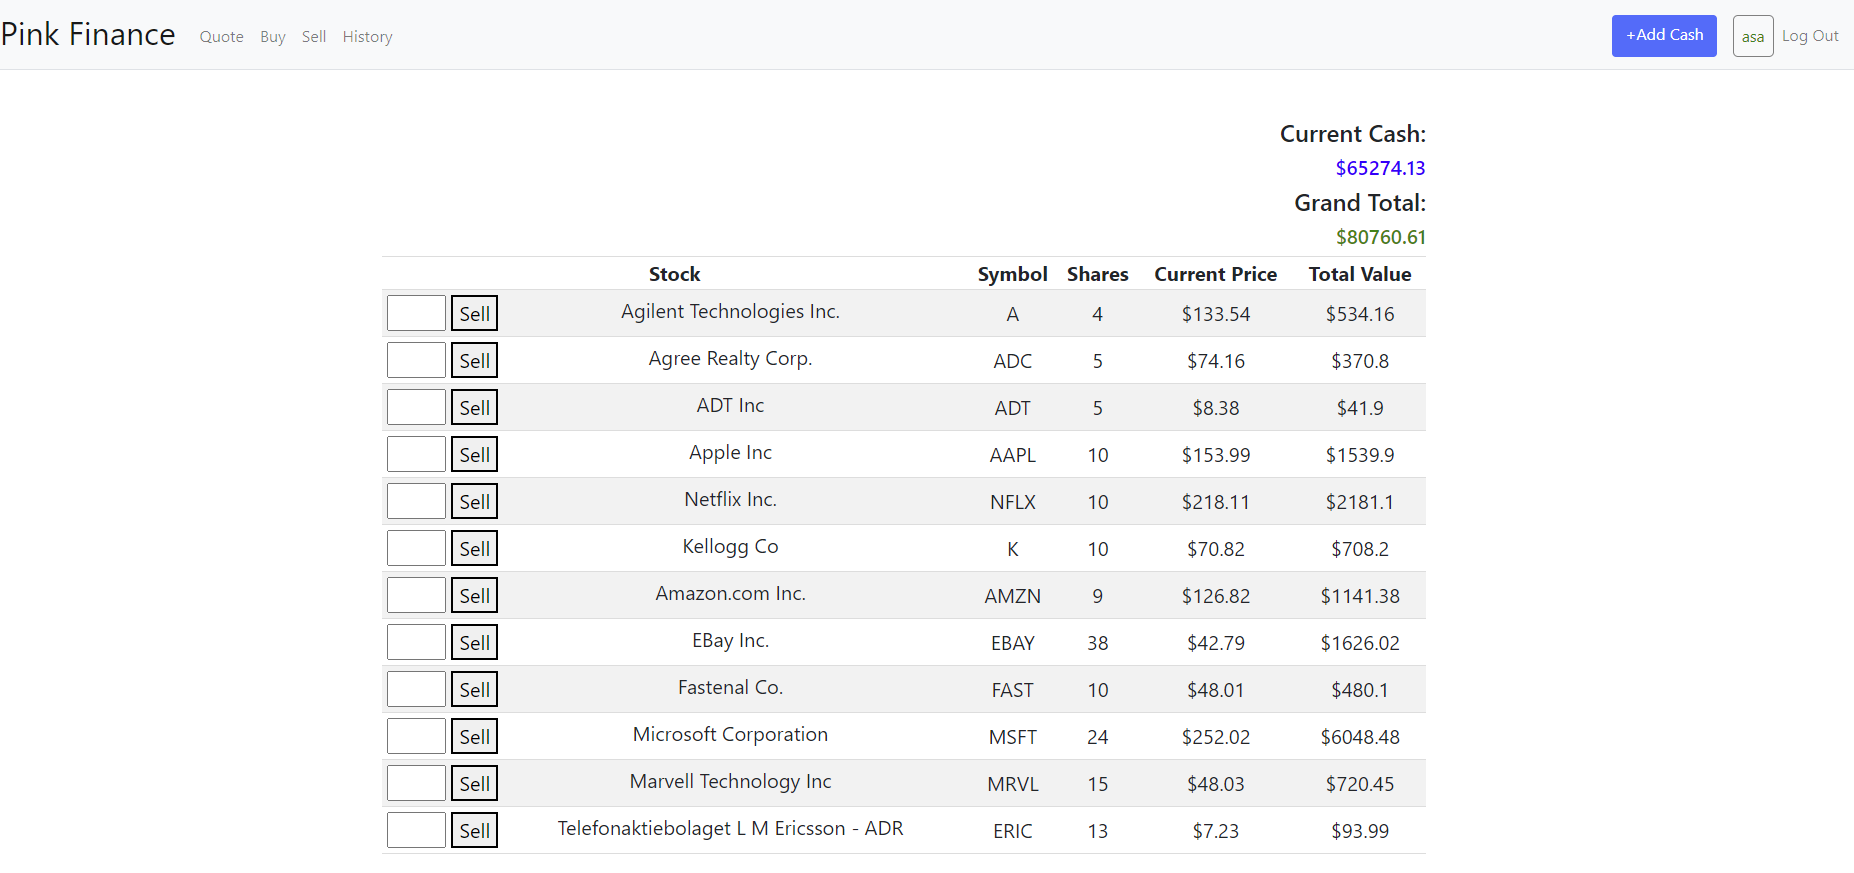 Pink Finance Quote Buy Sell History +Add Cash asa Log Out
Current Cash:
$65274.13
Grand Total:
$80760.61
Stock Symbol Shares Current Price Total Value
Sell Agilent Technologies Inc. A 4 $133.54 $534.16
Sell Agree Realty Corp. ADC 5 $74.16 $370.8
Sell ADT Inc ADT 5 $8.38 $41.9
Sell Apple Inc AAPL 10 $153.99 $1539.9
Sell Netflix Inc. NFLX 10 $218.11 $2181.1
Sell Kellogg Co K 10 $70.82 $708.2
Sell Amazon.com Inc. AMZN 9 $126.82 $1141.38
Sell EBay Inc. EBAY 38 $42.79 $1626.02
Sell Fastenal Co. FAST 10 $48.01 $480.1
Sell Microsoft Corporation MSFT 24 $252.02 $6048.48
Sell Marvell Technology Inc MRVL 15 $48.03 $720.45
Sell Telefonaktiebolaget L M Ericsson - ADR ERIC 13 $7.23 $93.99